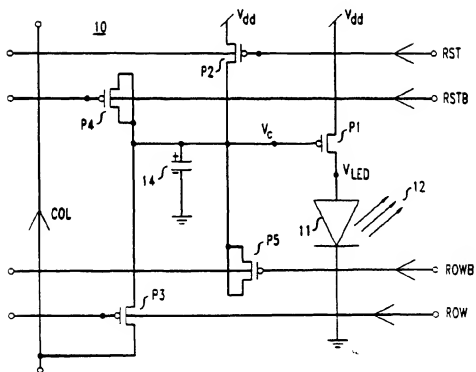 10
Vdd
Vdd
P2
RST
RSTB
P4
Vc
P1
14
+
-
VLED
12
11
COL
P5
ROWB
P3
ROW